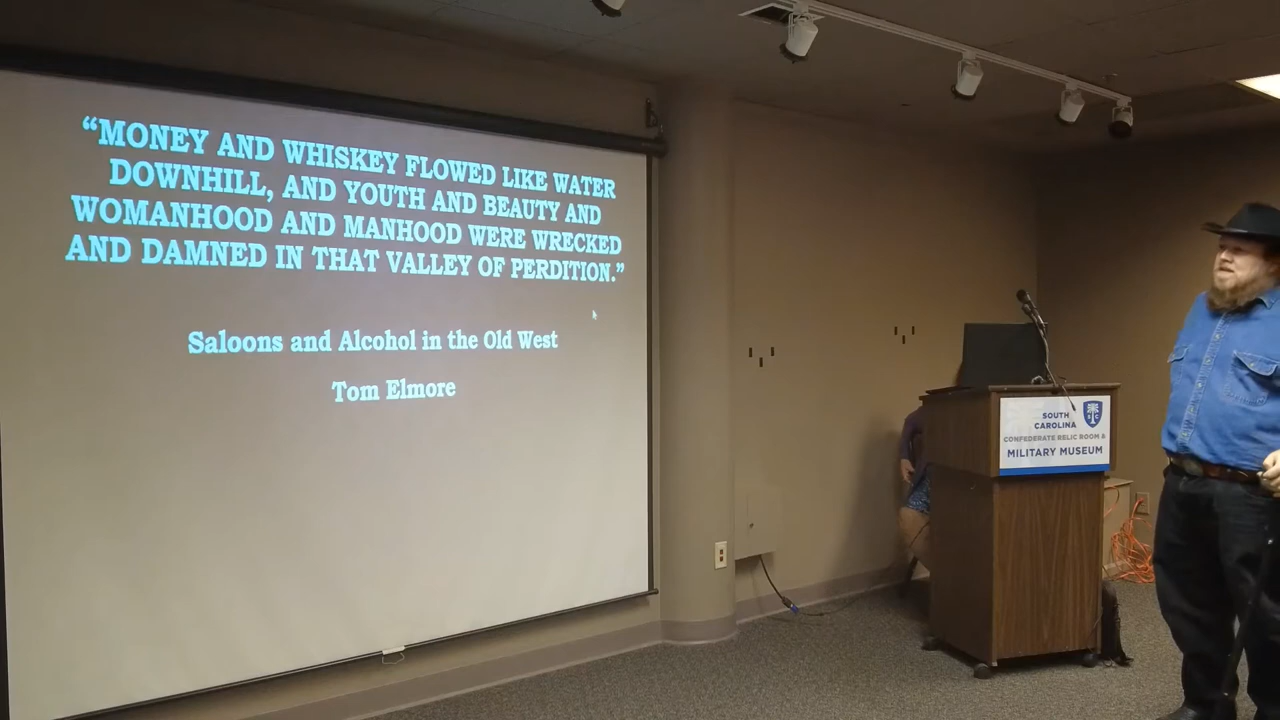 “MONEY AND WHISKEY FLOWED LIKE WATER
DOWNHILL, AND YOUTH AND BEAUTY AND
WOMANHOOD AND MANHOOD WERE WRECKED
AND DAMNED IN THAT VALLEY OF PERDITION.”
Saloons and Alcohol in the Old West
Tom Elmore
SOUTH
CAROLINA
S C
CONFEDERATE RELIC ROOM &
MILITARY MUSEUM